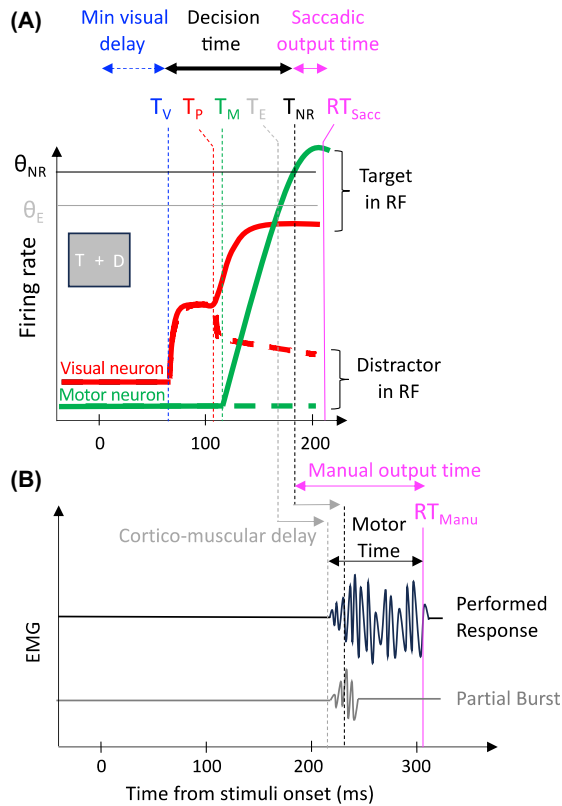 (A)
Min visual
delay
Decision
time
Saccadic
output time
T_V
T_P
T_M
T_E
T_NR
RT_Sacc
θ_NR
θ_E
Target
in RF
T + D
Firing rate
Visual neuron
Motor neuron
Distractor
in RF
0 100 200
(B)
Manual output time
RT_Manu
Cortico-muscular delay
Motor
Time
EMG
Performed
Response
Partial Burst
0 100 200 300
Time from stimuli onset (ms)